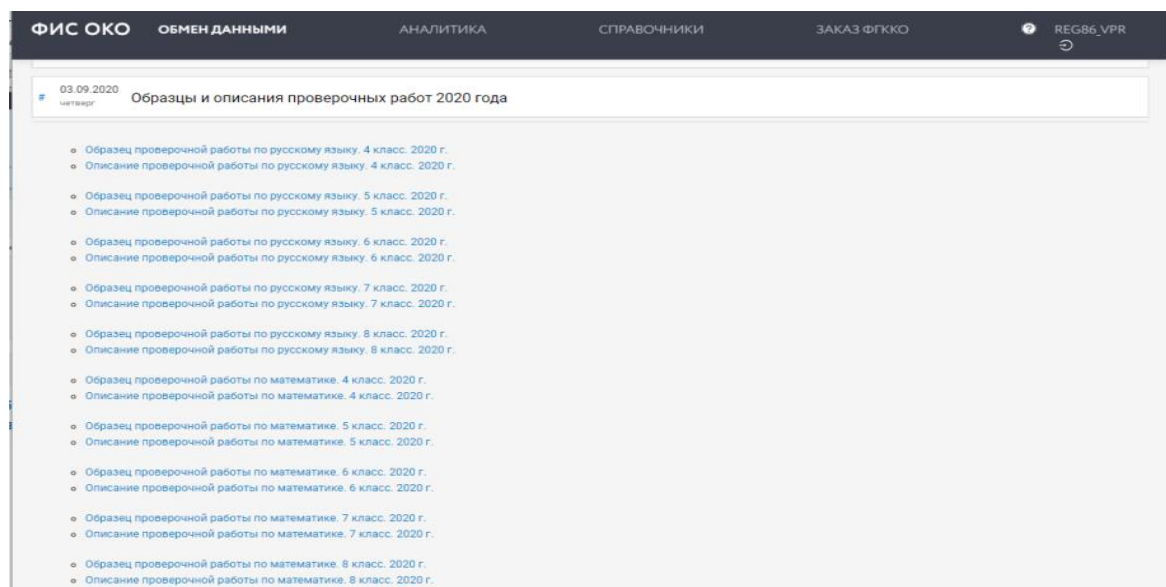 ФИС ОКО ОБМЕН ДАННЫМИ АНАЛИТИКА СПРАВОЧНИКИ ЗАКАЗ ФГККО ? REG86_VPR
# 03.09.2020 четверг Образцы и описания проверочных работ 2020 года
Образец проверочной работы по русскому языку. 4 класс. 2020 г.
Описание проверочной работы по русскому языку. 4 класс. 2020 г.
Образец проверочной работы по русскому языку. 5 класс. 2020 г.
Описание проверочной работы по русскому языку. 5 класс. 2020 г.
Образец проверочной работы по русскому языку. 6 класс. 2020 г.
Описание проверочной работы по русскому языку. 6 класс. 2020 г.
Образец проверочной работы по русскому языку. 7 класс. 2020 г.
Описание проверочной работы по русскому языку. 7 класс. 2020 г.
Образец проверочной работы по русскому языку. 8 класс. 2020 г.
Описание проверочной работы по русскому языку. 8 класс. 2020 г.
Образец проверочной работы по математике. 4 класс. 2020 г.
Описание проверочной работы по математике. 4 класс. 2020 г.
Образец проверочной работы по математике. 5 класс. 2020 г.
Описание проверочной работы по математике. 5 класс. 2020 г.
Образец проверочной работы по математике. 6 класс. 2020 г.
Описание проверочной работы по математике. 6 класс. 2020 г.
Образец проверочной работы по математике. 7 класс. 2020 г.
Описание проверочной работы по математике. 7 класс. 2020 г.
Образец проверочной работы по математике. 8 класс. 2020 г.
Описание проверочной работы по математике. 8 класс. 2020 г.